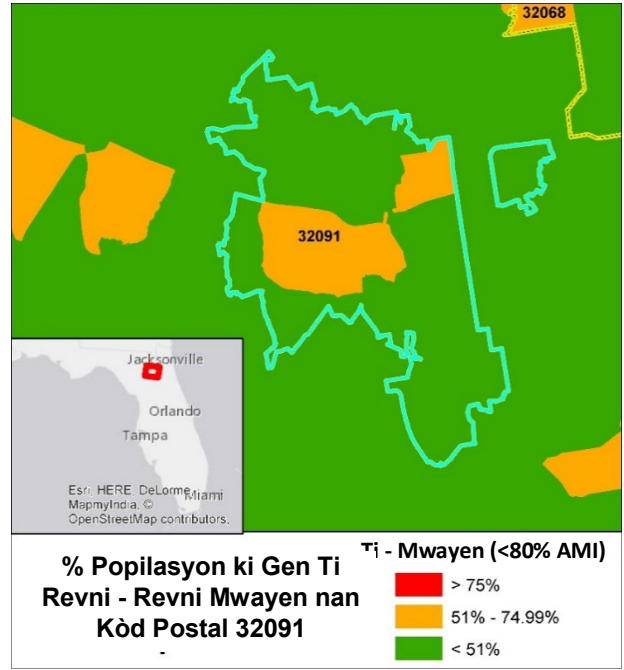 32068
32091
Jacksonville
Orlando
Tampa
Miami
Esri, HERE, DeLorme,
MapmyIndia, ©
OpenStreetMap contributors,
% Popilasyon ki Gen Ti
Revni - Revni Mwayen nan
Kòd Postal 32091
-
Ti - Mwayen (<80% AMI)
> 75%
51% - 74.99%
< 51%